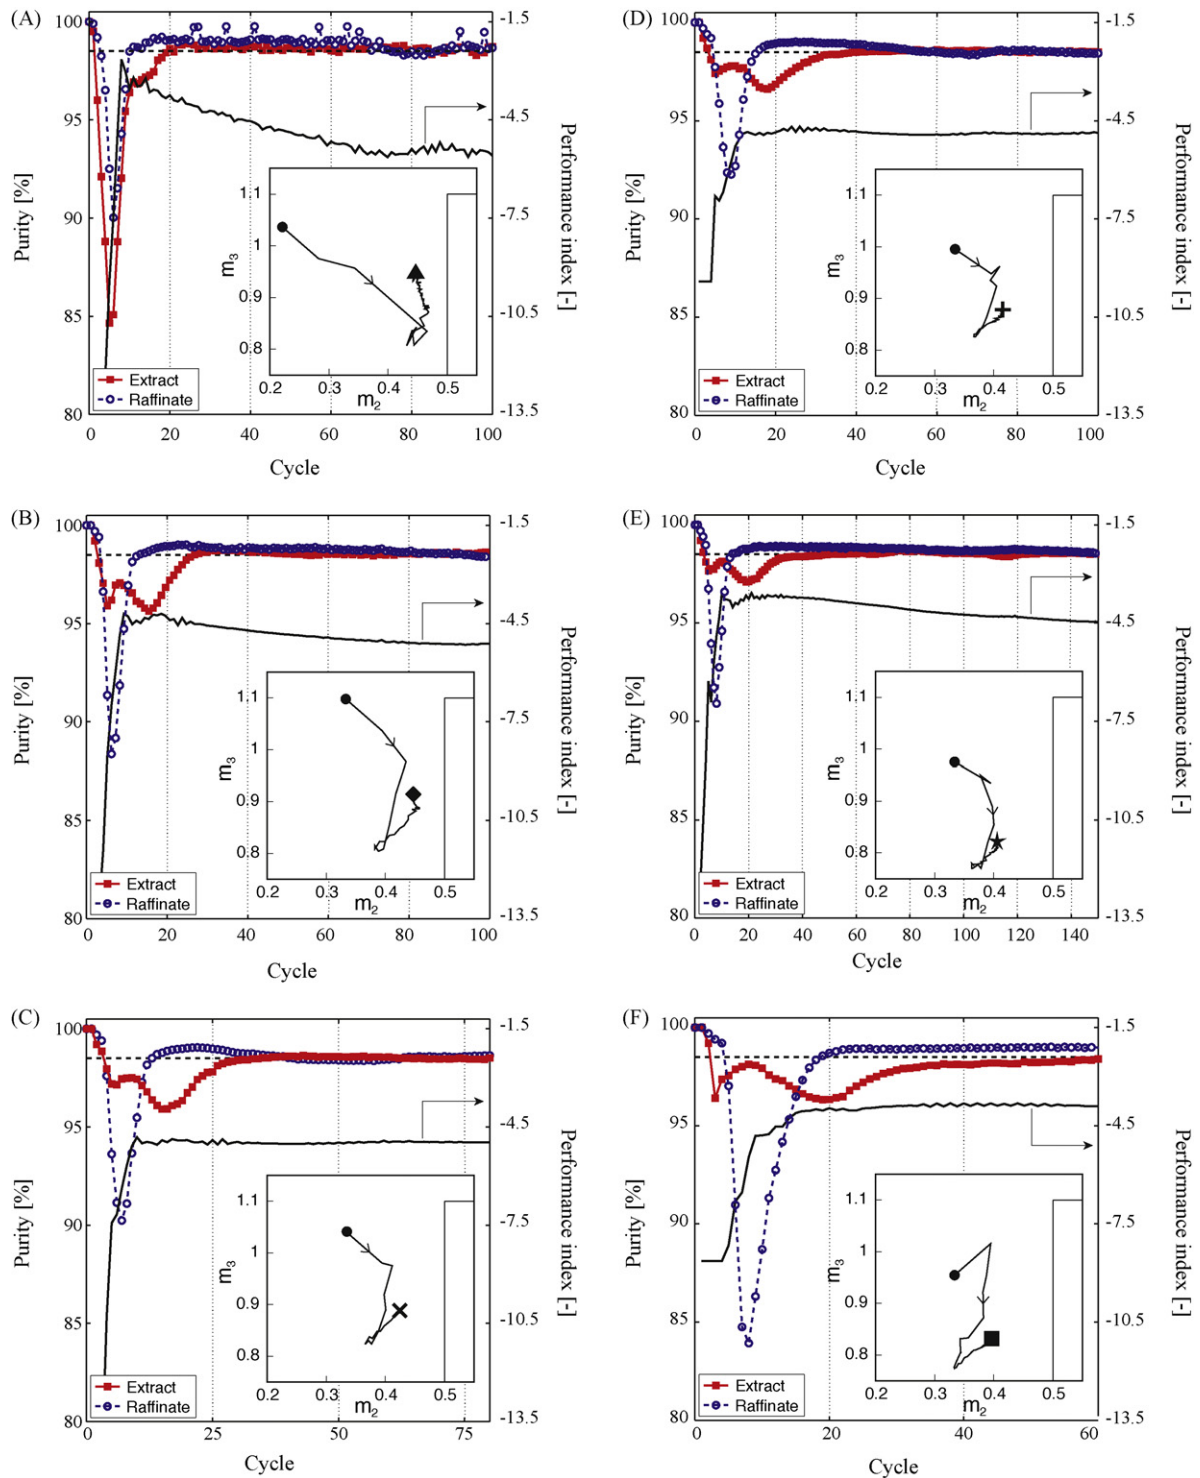 (A)
100
95
90
85
80
Purity [%]
-1.5
-4.5
-7.5
-10.5
-13.5
Performance index [-]
1.1
1
0.9
0.8
m3
0.2
0.3
0.4
0.5
m2
Extract
Raffinate
0
20
40
60
80
100
Cycle
(D)
100
95
90
85
80
Purity [%]
-1.5
-4.5
-7.5
-10.5
-13.5
Performance index [-]
1.1
1
0.9
0.8
m3
0.2
0.3
0.4
0.5
m2
Extract
Raffinate
0
20
40
60
80
100
Cycle
(B)
100
95
90
85
80
Purity [%]
-1.5
-4.5
-7.5
-10.5
-13.5
Performance index [-]
1.1
1
0.9
0.8
m3
0.2
0.3
0.4
0.5
m2
Extract
Raffinate
0
20
40
60
80
100
Cycle
(E)
100
95
90
85
80
Purity [%]
-1.5
-4.5
-7.5
-10.5
-13.5
Performance index [-]
1.1
1
0.9
0.8
m3
0.2
0.3
0.4
0.5
m2
Extract
Raffinate
0
20
40
60
80
100
120
140
Cycle
(C)
100
95
90
85
80
Purity [%]
-1.5
-4.5
-7.5
-10.5
-13.5
Performance index [-]
1.1
1
0.9
0.8
m3
0.2
0.3
0.4
0.5
m2
Extract
Raffinate
0
25
50
75
Cycle
(F)
100
95
90
85
80
Purity [%]
-1.5
-4.5
-7.5
-10.5
-13.5
Performance index [-]
1.1
1
0.9
0.8
m3
0.2
0.3
0.4
0.5
m2
Extract
Raffinate
0
20
40
60
Cycle